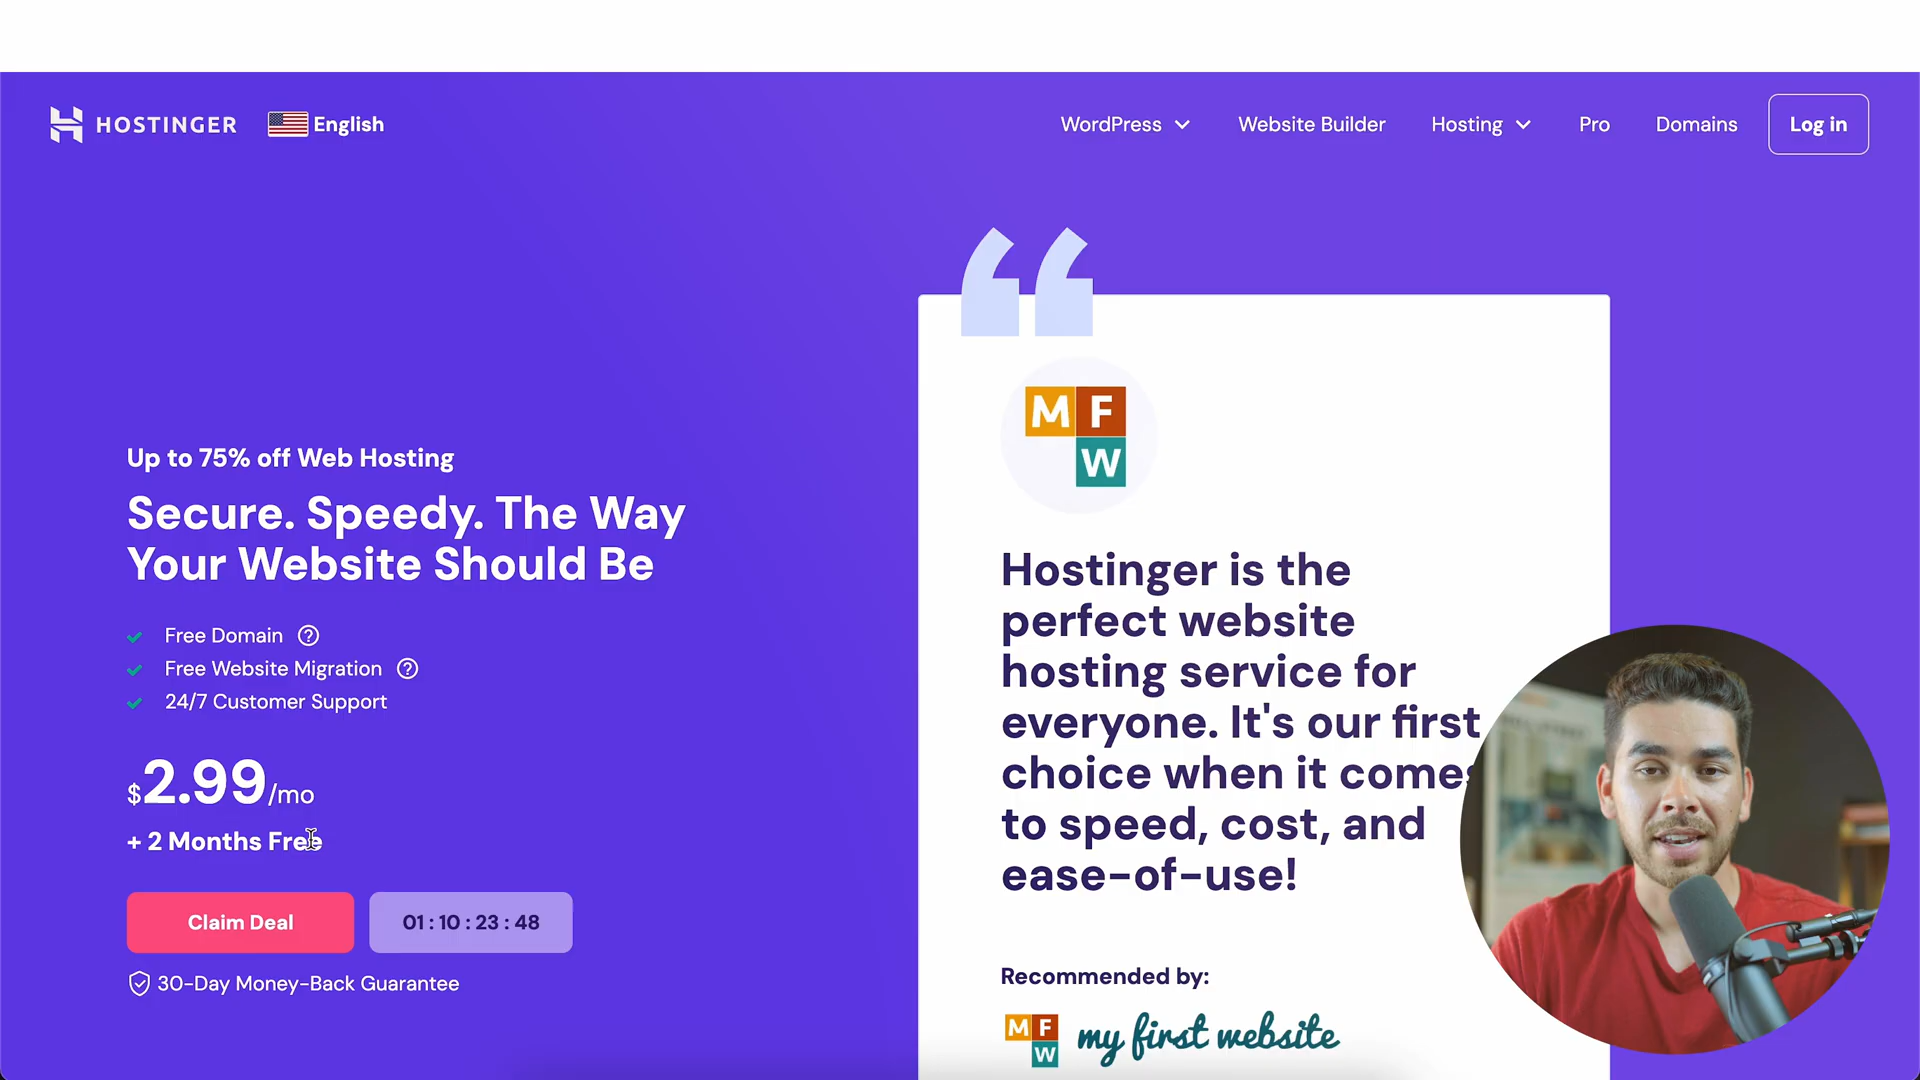 HOSTINGER
English
WordPress
Website Builder
Hosting
Pro
Domains
Log in
Up to 75% off Web Hosting
Secure. Speedy. The Way
Your Website Should Be
Free Domain ?
Free Website Migration ?
24/7 Customer Support
$2.99/mo
+ 2 Months Free
Claim Deal
01 : 10 : 23 : 48
30-Day Money-Back Guarantee
“
M F
W
Hostinger is the
perfect website
hosting service for
everyone. It's our first
choice when it comes
to speed, cost, and
ease-of-use!
Recommended by:
M F
W
my first website